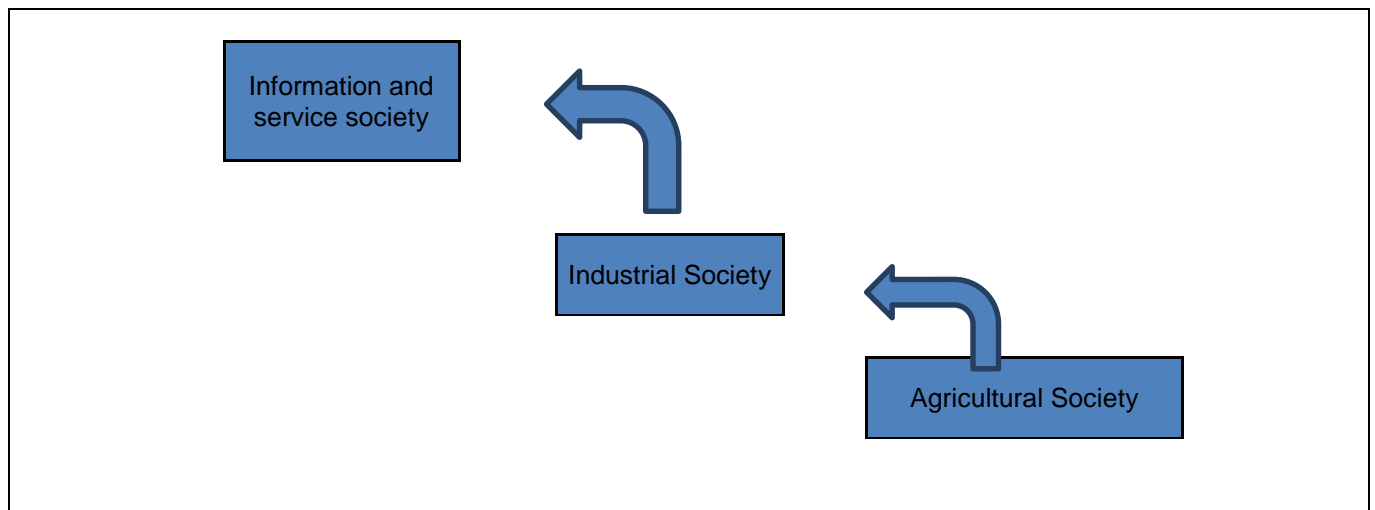 Information and
service society
Industrial Society
Agricultural Society